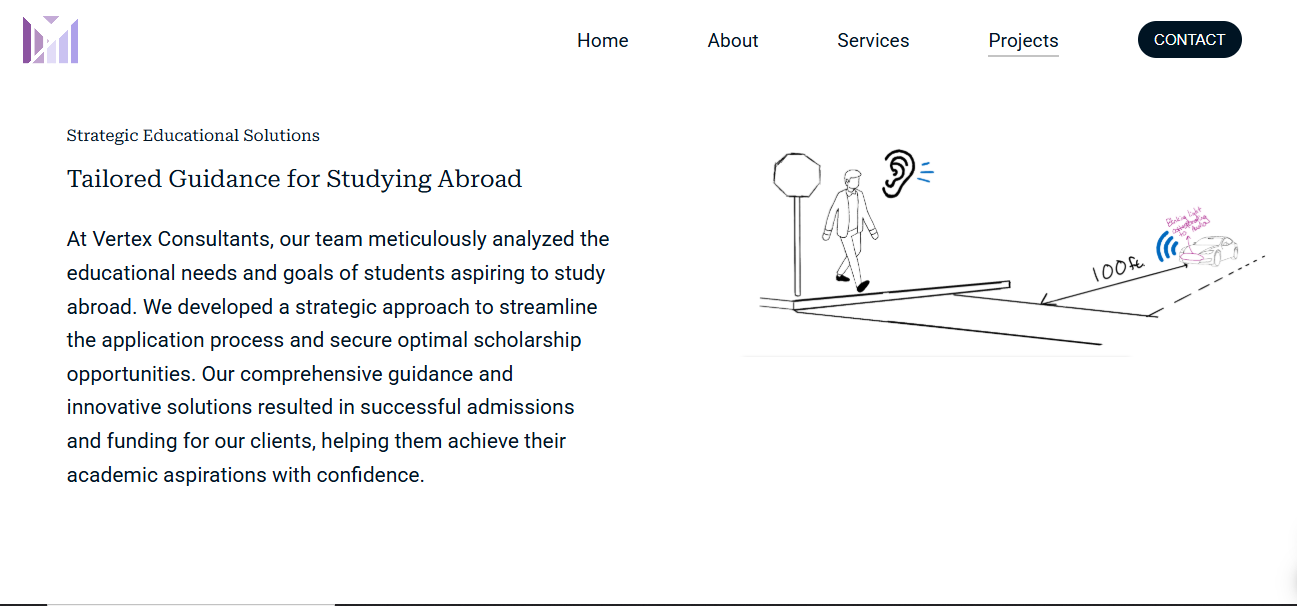 Home About Services Projects CONTACT
Strategic Educational Solutions
Tailored Guidance for Studying Abroad
At Vertex Consultants, our team meticulously analyzed the
educational needs and goals of students aspiring to study
abroad. We developed a strategic approach to streamline
the application process and secure optimal scholarship
opportunities. Our comprehensive guidance and
innovative solutions resulted in successful admissions
and funding for our clients, helping them achieve their
academic aspirations with confidence.
Blinking light
to
100ft.